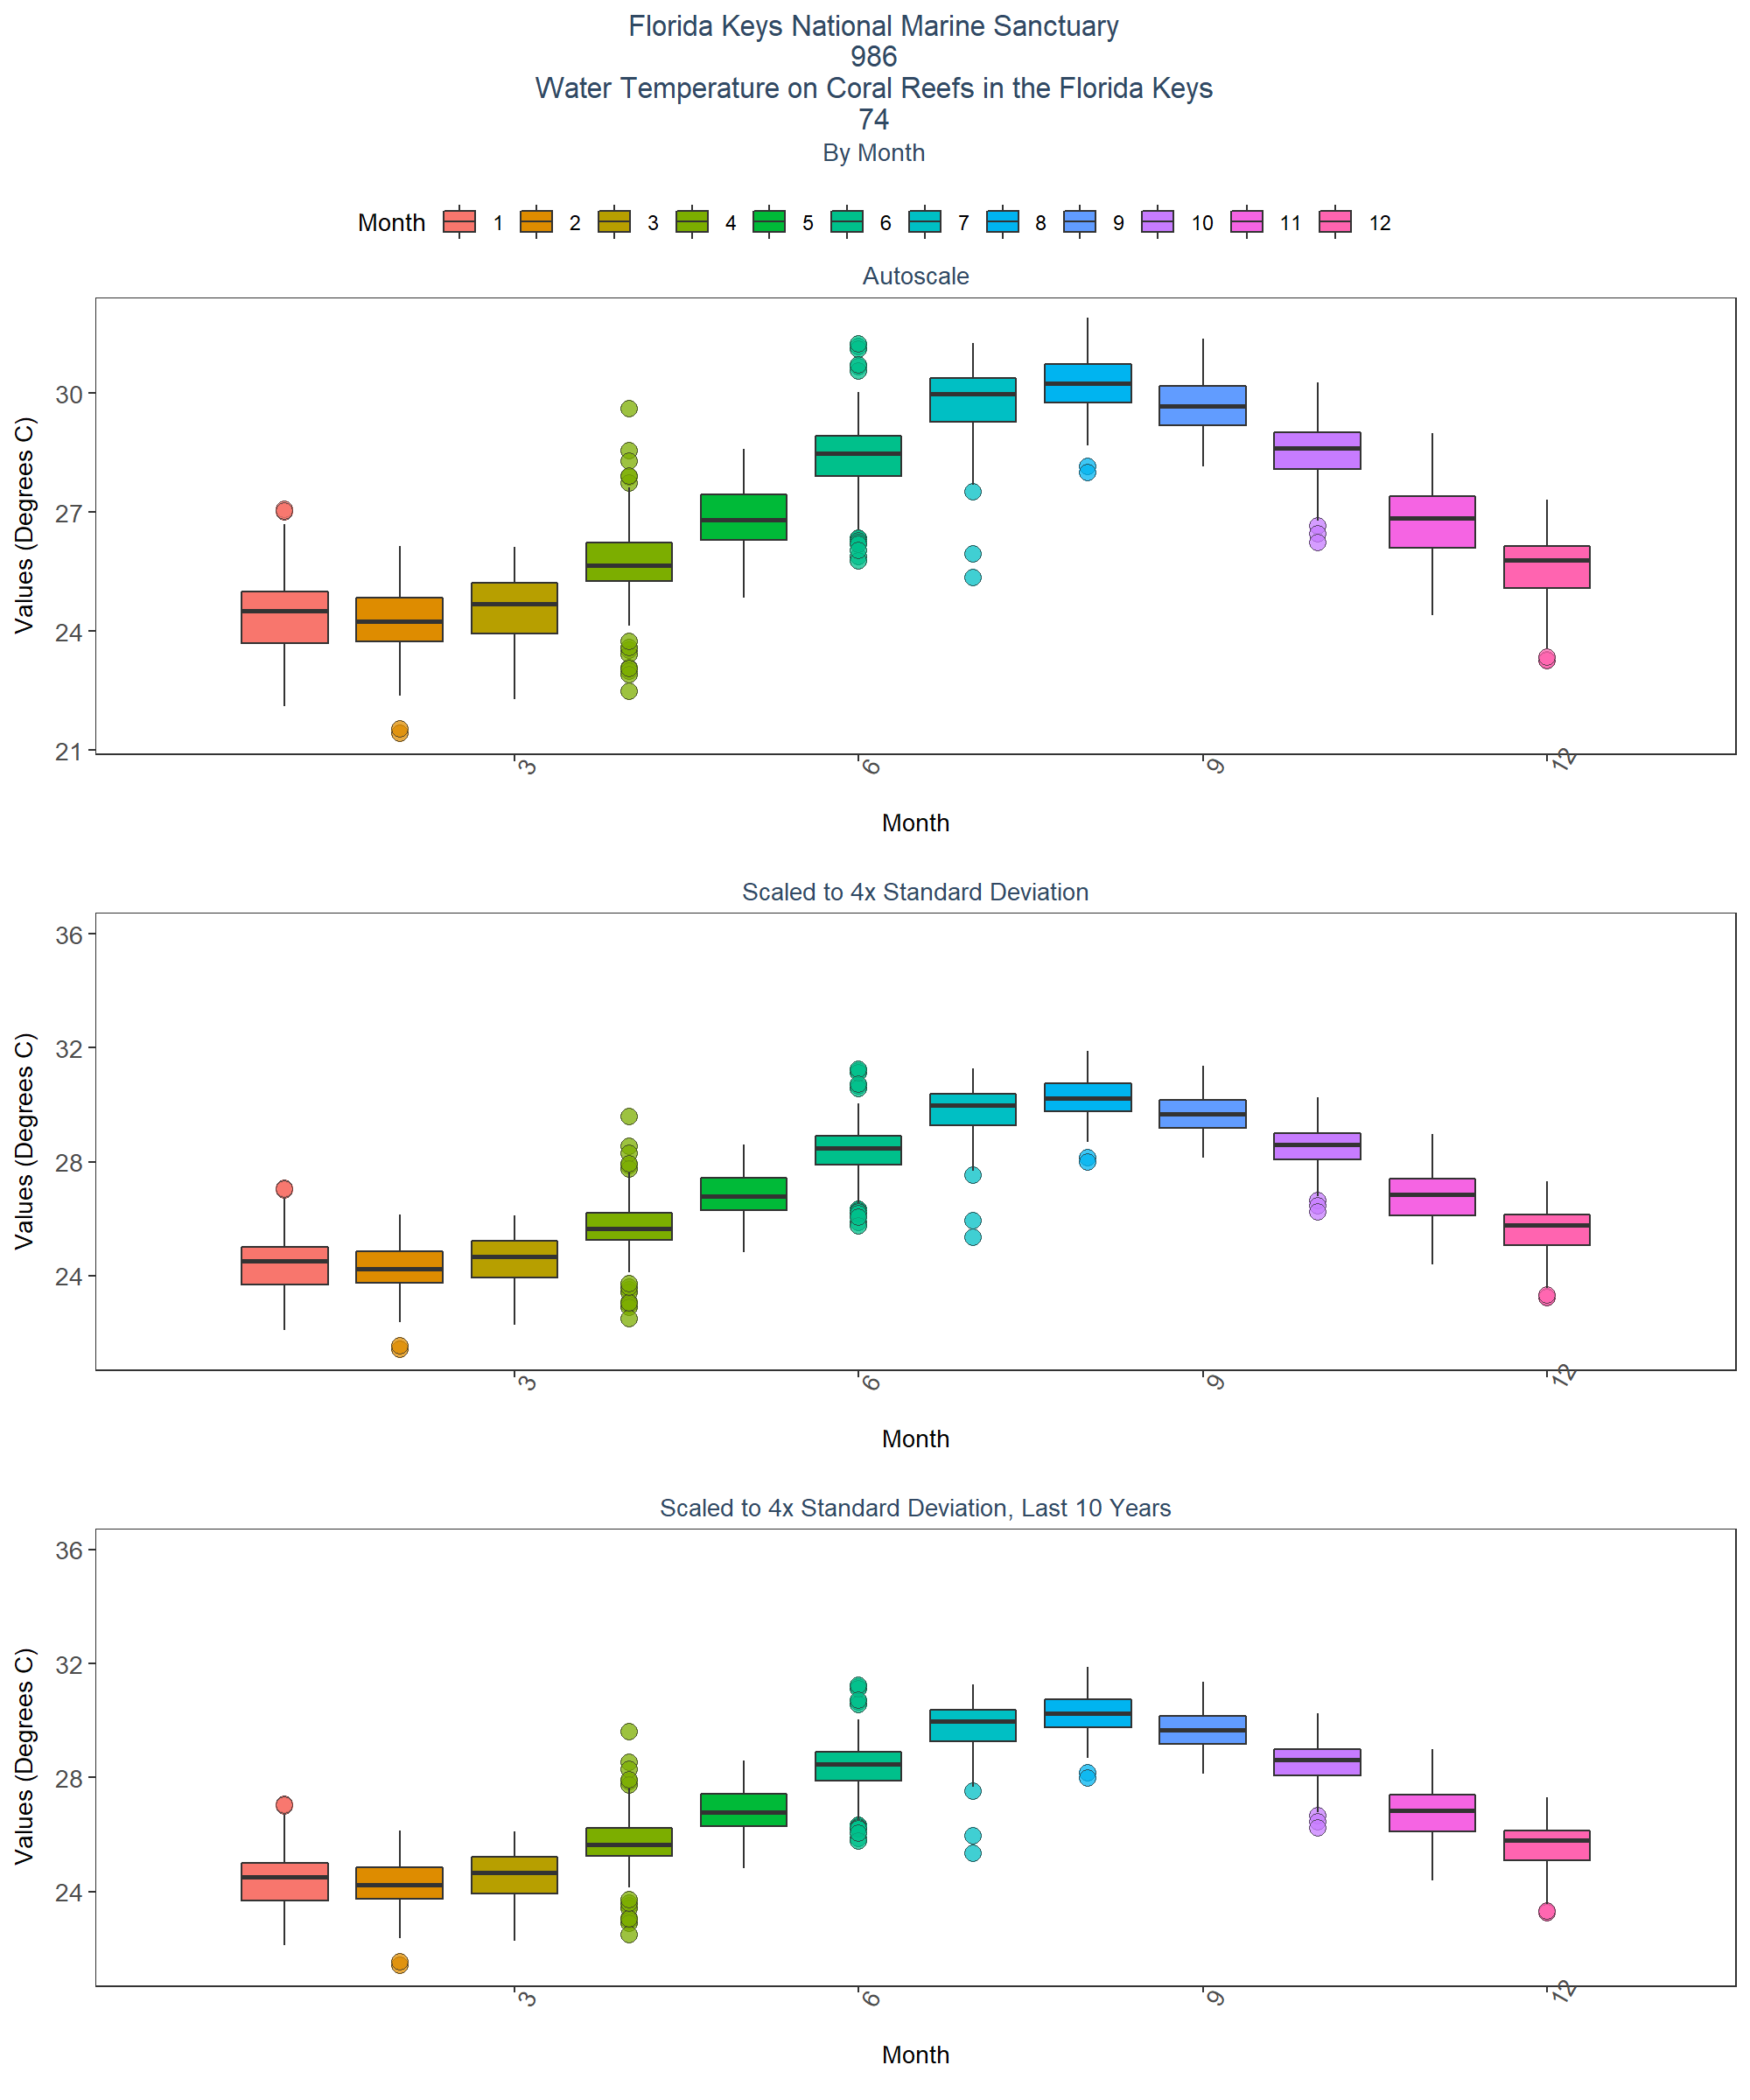 Florida Keys National Marine Sanctuary
986
Water Temperature on Coral Reefs in the Florida Keys
74
By Month
Month 1 2 3 4 5 6 7 8 9 10 11 12
Autoscale
Values (Degrees C)
30
27
24
21
3 6 9 12
Month
Scaled to 4x Standard Deviation
Values (Degrees C)
36
32
28
24
3 6 9 12
Month
Scaled to 4x Standard Deviation, Last 10 Years
Values (Degrees C)
36
32
28
24
3 6 9 12
Month